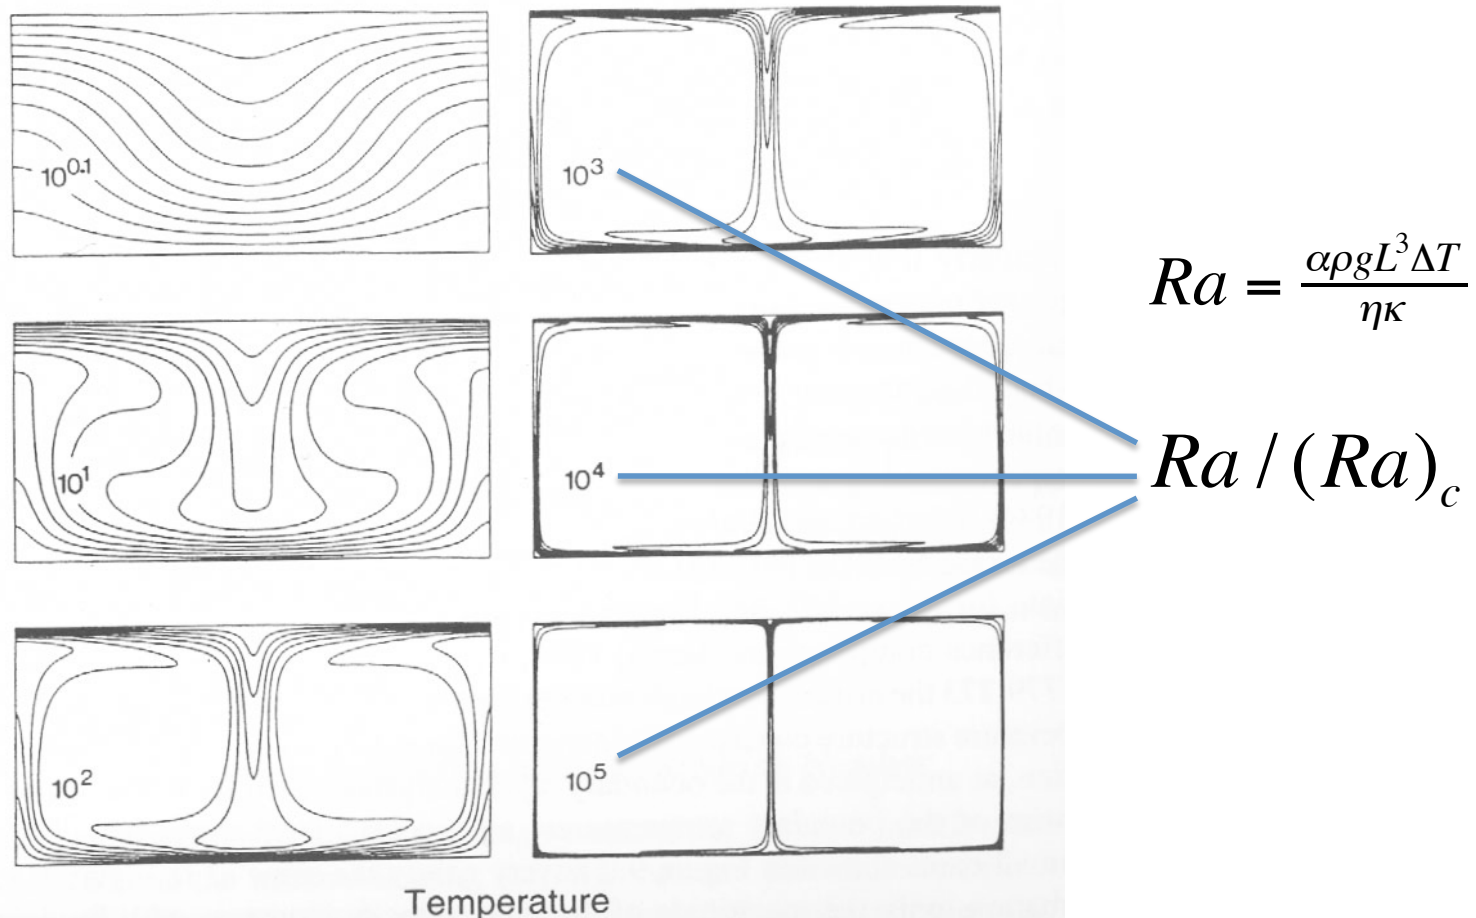 10^0.1
10^3
10^1
10^4
10^2
10^5
Temperature
Ra = αρgL^3ΔT / ηκ
Ra / (Ra)_c